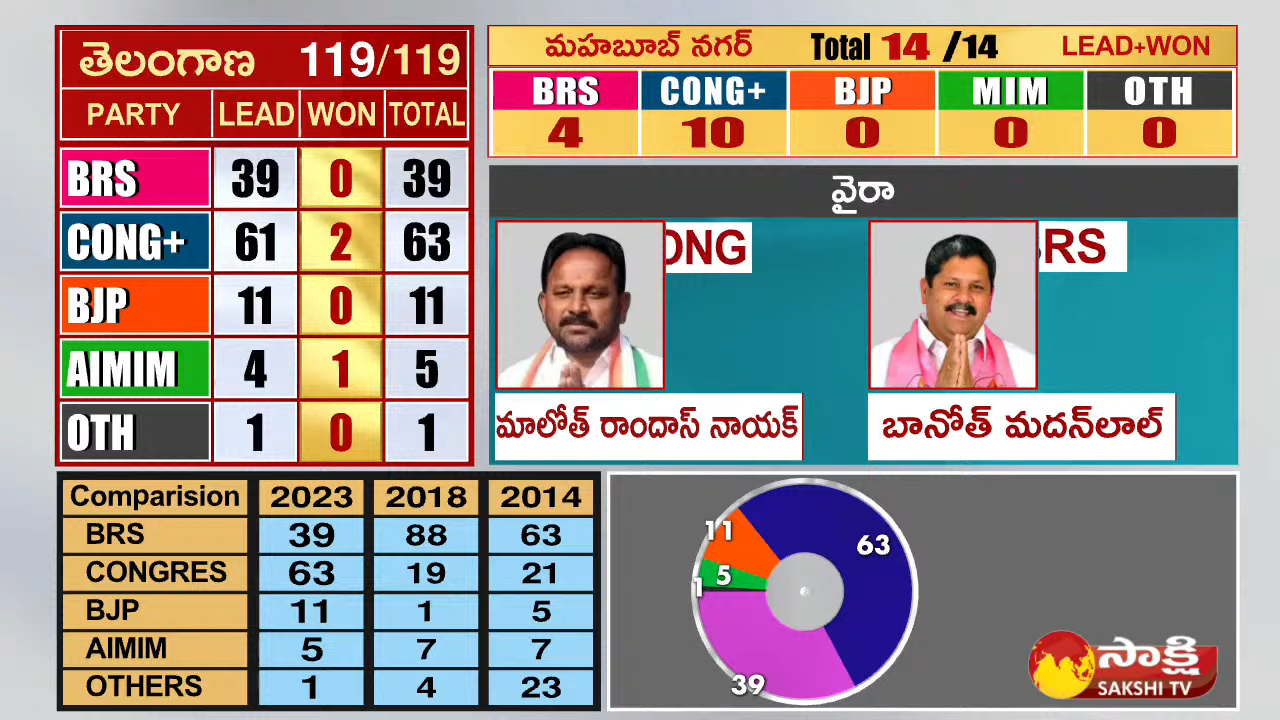 తెలంగాణ 119/119
PARTY LEAD WON TOTAL
BRS 39 0 39
CONG+ 61 2 63
BJP 11 0 11
AIMIM 4 1 5
OTH 1 0 1
మహబూబ్ నగర్ Total 14 /14 LEAD+WON
BRS CONG+ BJP MIM OTH
4 10 0 0 0
వైరా
ONG
RS
మాలోత్ రాందాస్ నాయక్
బానోత్ మదన్‌లాల్
Comparision 2023 2018 2014
BRS 39 88 63
CONGRES 63 19 21
BJP 11 1 5
AIMIM 5 7 7
OTHERS 1 4 23
11
63
5
1
39
సాక్షి
SAKSHI TV